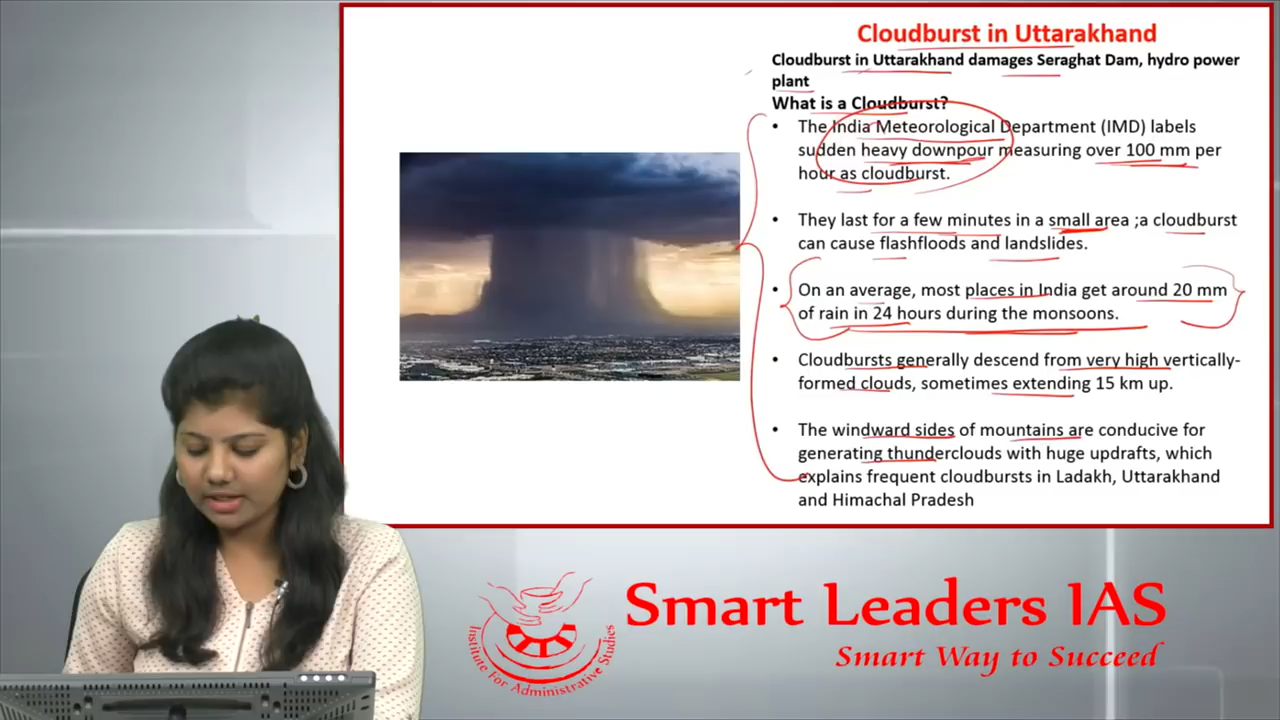 Cloudburst in Uttarakhand
Cloudburst in Uttarakhand damages Seraghat Dam, hydro power
plant
What is a Cloudburst?
• The India Meteorological Department (IMD) labels
sudden heavy downpour measuring over 100 mm per
hour as cloudburst.
• They last for a few minutes in a small area ;a cloudburst
can cause flashfloods and landslides.
• On an average, most places in India get around 20 mm
of rain in 24 hours during the monsoons.
• Cloudbursts generally descend from very high vertically-
formed clouds, sometimes extending 15 km up.
• The windward sides of mountains are conducive for
generating thunderclouds with huge updrafts, which
explains frequent cloudbursts in Ladakh, Uttarakhand
and Himachal Pradesh
Institute For Administrative Studies
Smart Leaders IAS
Smart Way to Succeed